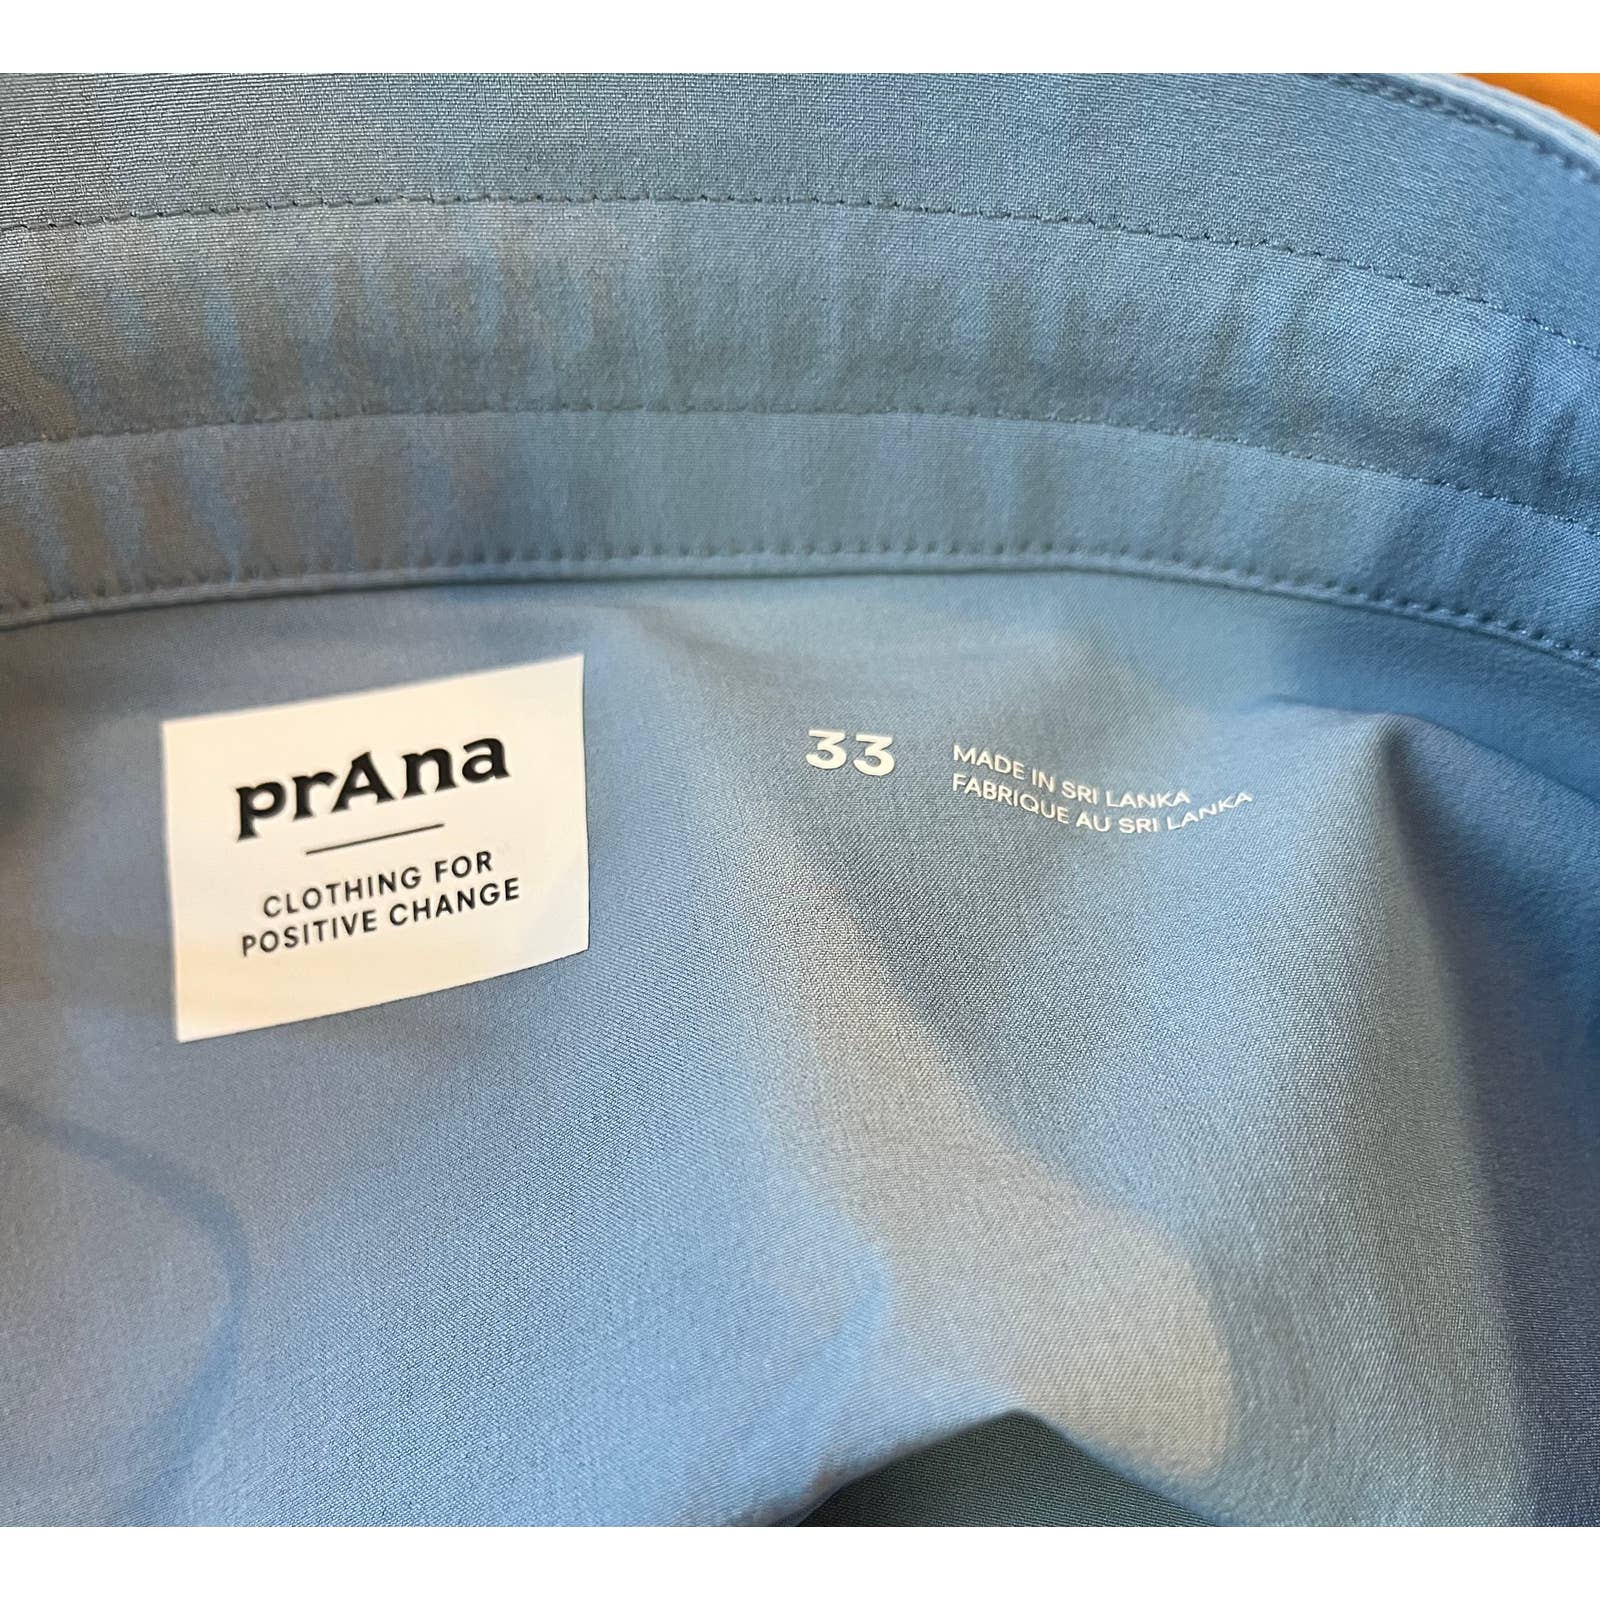 prAna
CLOTHING FOR
POSITIVE CHANGE
33
MADE IN SRI LANKA
FABRIQUE AU SRI LANKA